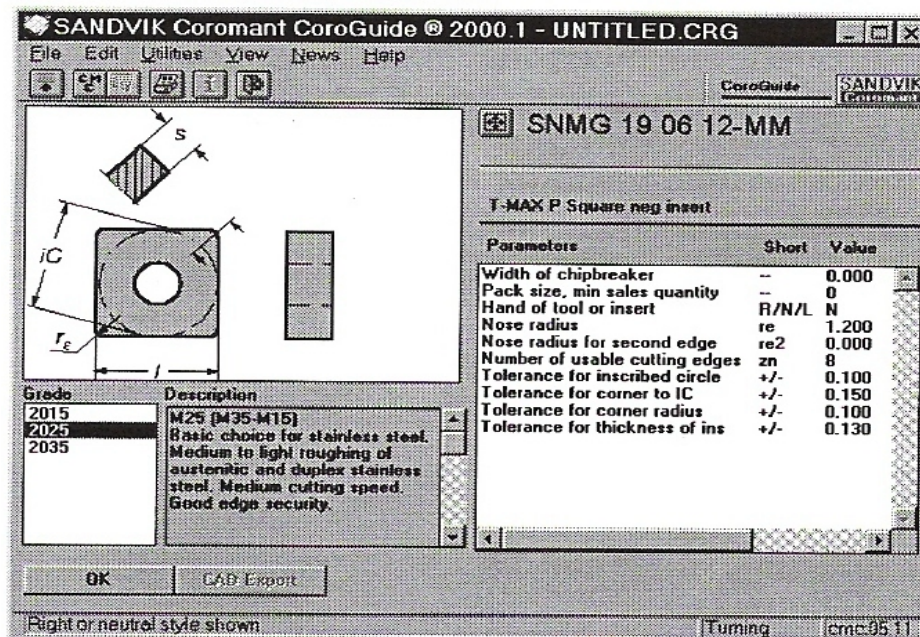 SANDVIK Coromant CoroGuide ® 2000.1 - UNTITLED.CRG
File Edit Utilities View News Help
CoroGuide SANDVIK
Coromant
SNMG 19 06 12-MM
T-MAX P Square neg insert
s
iC
rε
l
Parameters Short Value
Width of chipbreaker -- 0.000
Pack size, min sales quantity -- 0
Hand of tool or insert R/N/L N
Nose radius re 1.200
Nose radius for second edge re2 0.000
Number of usable cutting edges zn 8
Tolerance for inscribed circle +/- 0.100
Tolerance for corner to IC +/- 0.150
Tolerance for corner radius +/- 0.100
Tolerance for thickness of ins +/- 0.130
Grade
2015
2025
2035
Description
M25 (M35-M15)
Basic choice for stainless steel.
Medium to light roughing of
austenitic and duplex stainless
steel. Medium cutting speed.
Good edge security.
OK CAD Export
Right or neutral style shown Turning cmc:05.11